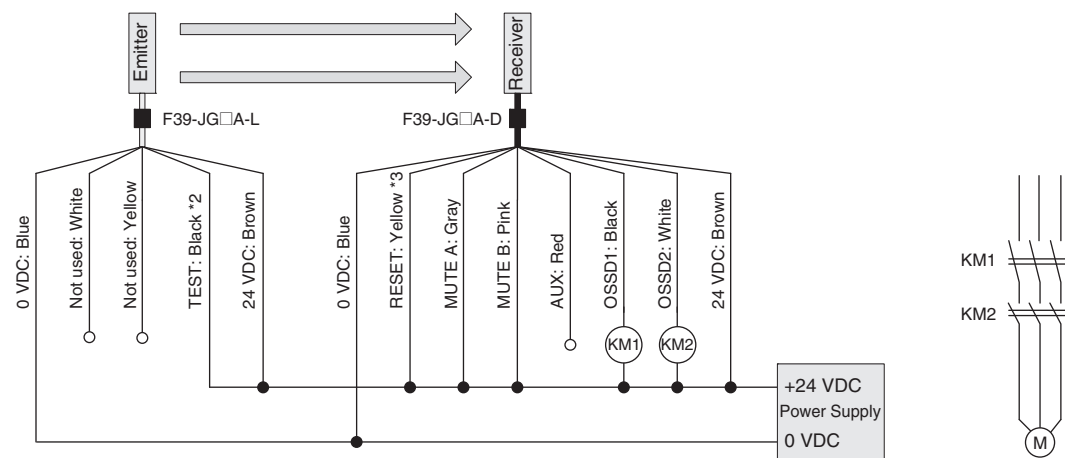 Emitter
Receiver
F39-JG□A-L
F39-JG□A-D
0 VDC: Blue
Not used: White
Not used: Yellow
TEST: Black *2
24 VDC: Brown
0 VDC: Blue
RESET: Yellow *3
MUTE A: Gray
MUTE B: Pink
AUX: Red
OSSD1: Black
OSSD2: White
24 VDC: Brown
KM1
KM2
+24 VDC
Power Supply
0 VDC
KM1
KM2
M